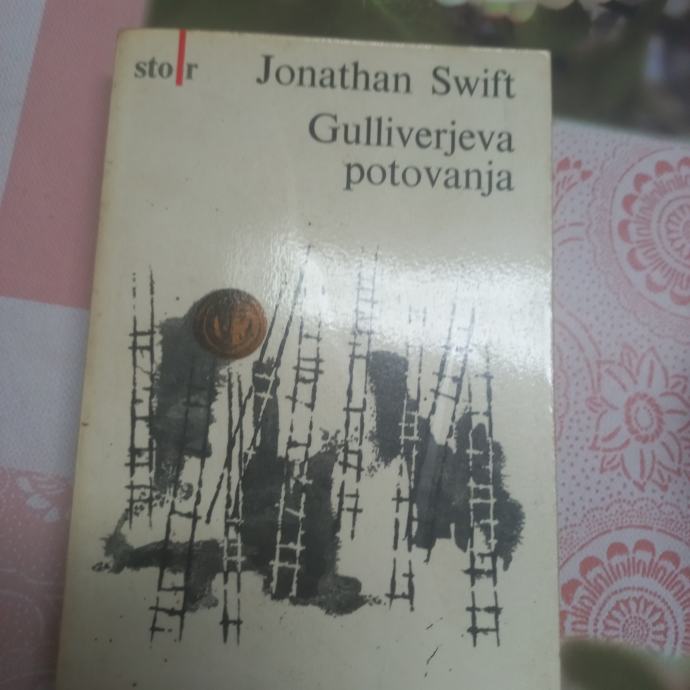 sto r
Jonathan Swift
Gulliverjeva
potovanja